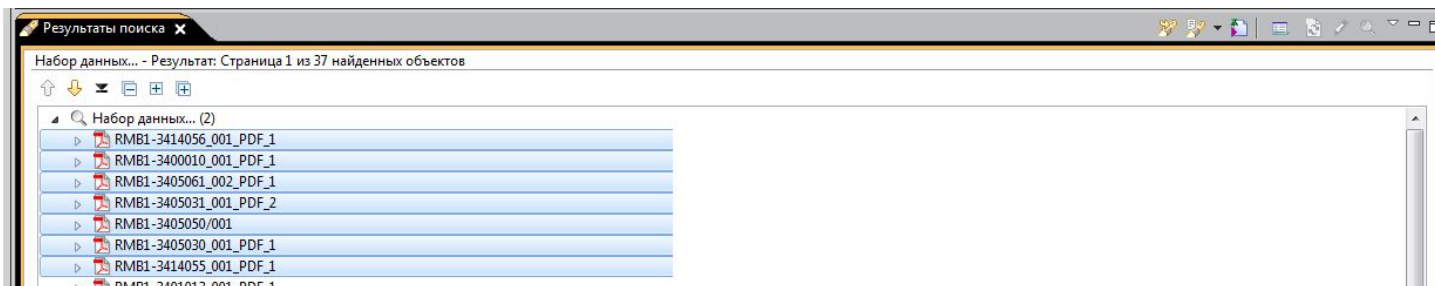 Результаты поиска
Набор данных... - Результат: Страница 1 из 37 найденных объектов
Набор данных... (2)
RMB1-3414056_001_PDF_1
RMB1-3400010_001_PDF_1
RMB1-3405061_002_PDF_1
RMB1-3405031_001_PDF_2
RMB1-3405050/001
RMB1-3405030_001_PDF_1
RMB1-3414055_001_PDF_1